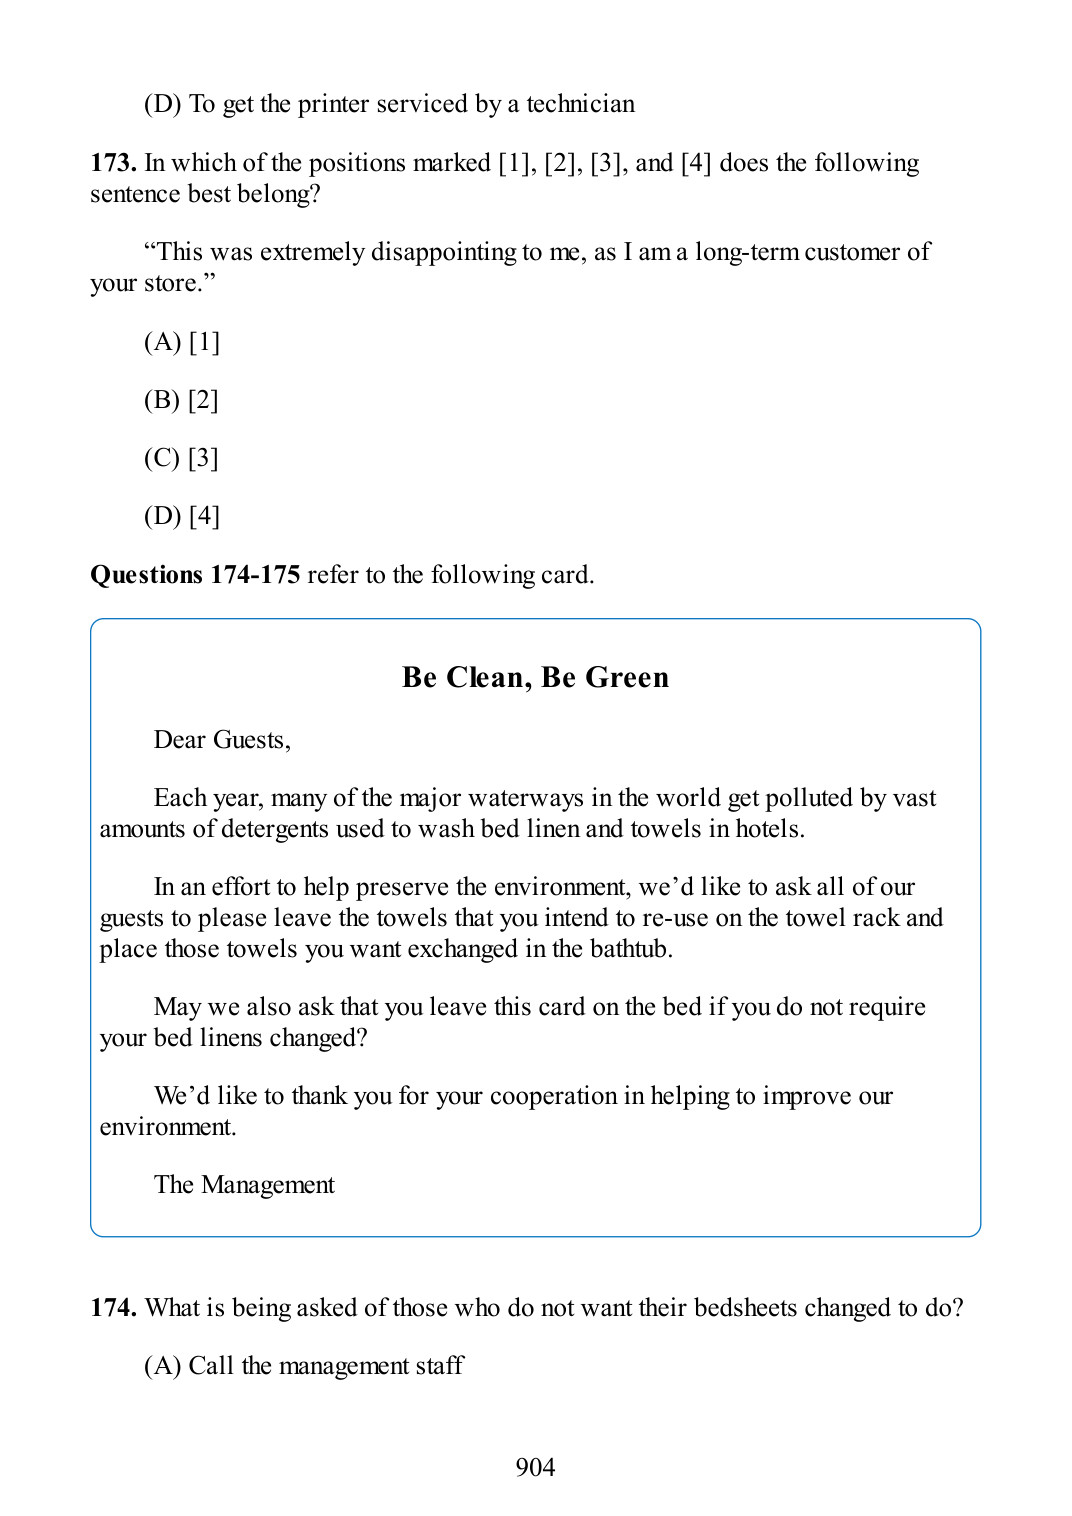 (D) To get the printer serviced by a technician
173. In which of the positions marked [1], [2], [3], and [4] does the following
sentence best belong?
“This was extremely disappointing to me, as I am a long-term customer of
your store.”
(A) [1]
(B) [2]
(C) [3]
(D) [4]
Questions 174-175 refer to the following card.
Be Clean, Be Green
Dear Guests,
Each year, many of the major waterways in the world get polluted by vast
amounts of detergents used to wash bed linen and towels in hotels.
In an effort to help preserve the environment, we’d like to ask all of our
guests to please leave the towels that you intend to re-use on the towel rack and
place those towels you want exchanged in the bathtub.
May we also ask that you leave this card on the bed if you do not require
your bed linens changed?
We’d like to thank you for your cooperation in helping to improve our
environment.
The Management
174. What is being asked of those who do not want their bedsheets changed to do?
(A) Call the management staff
904